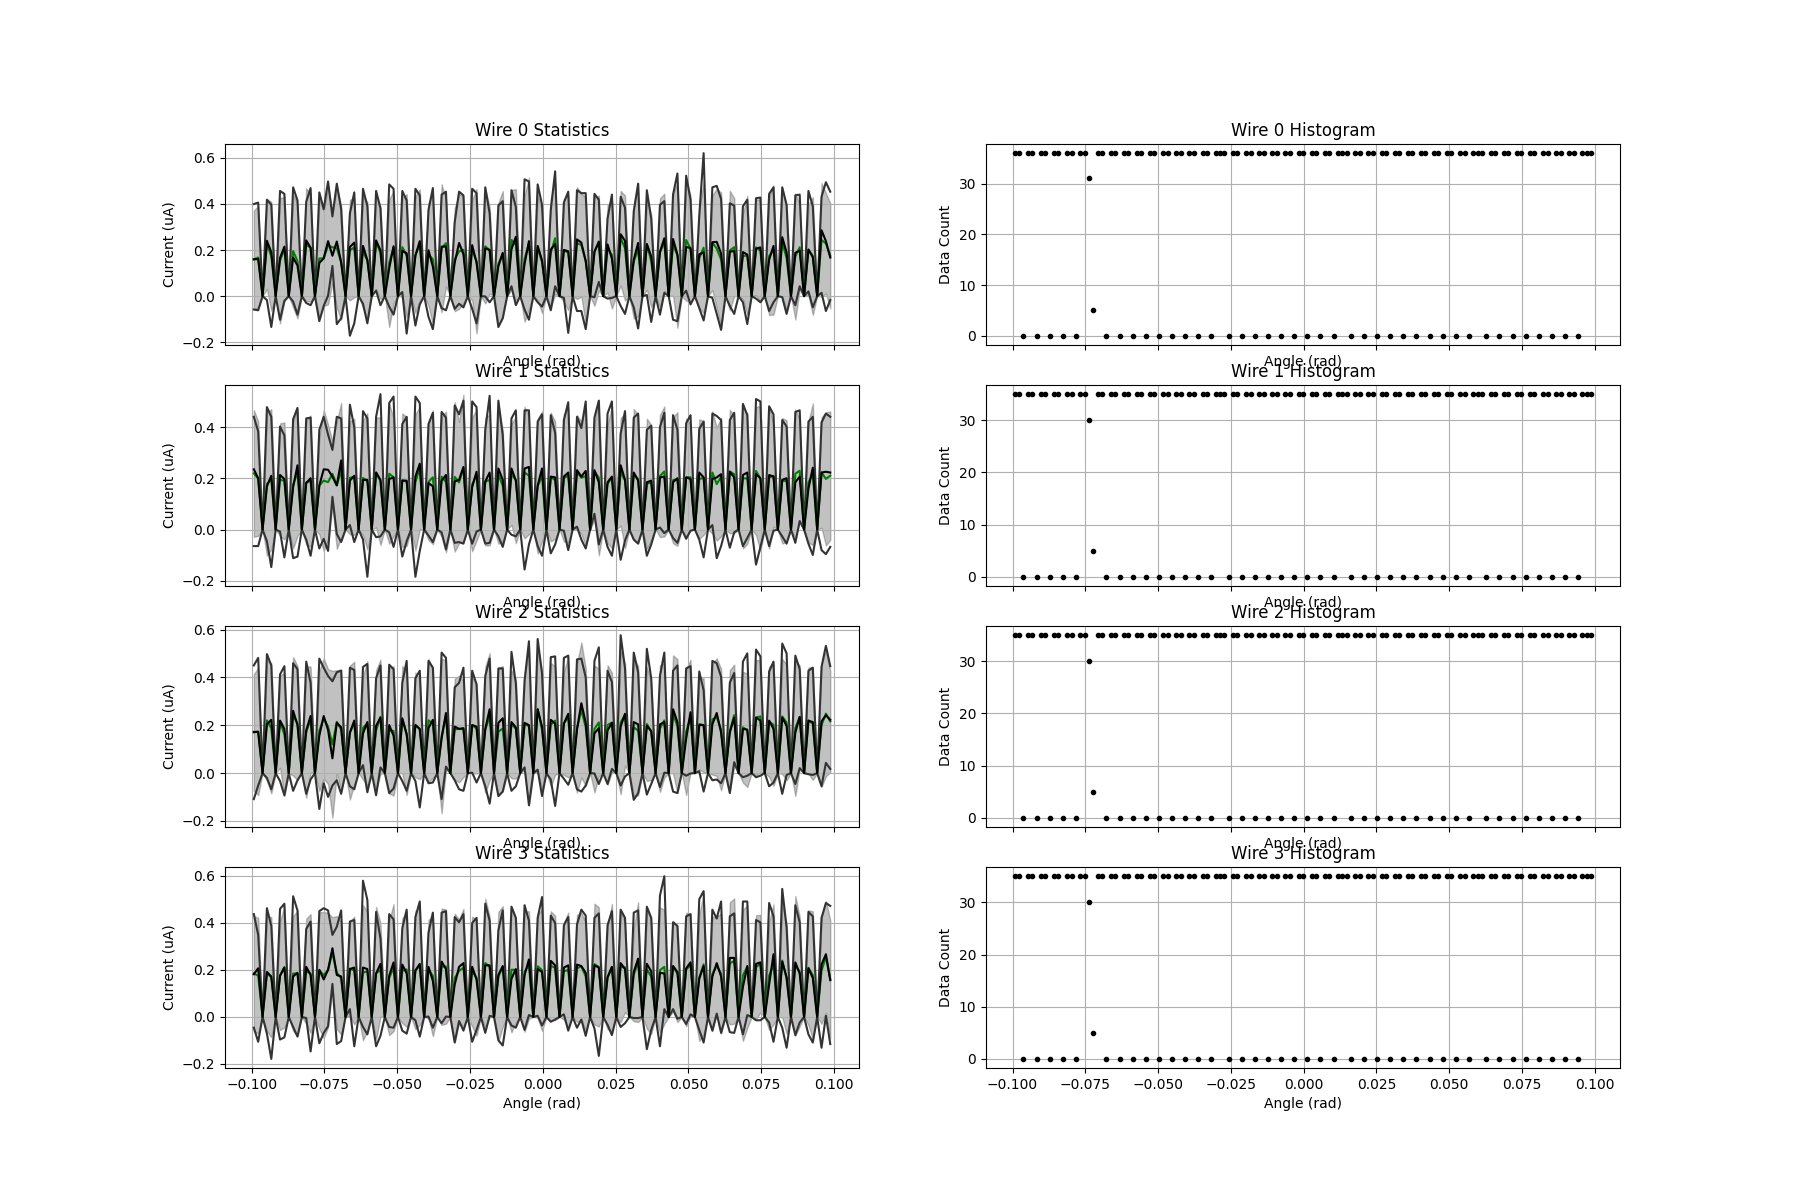 Wire 0 Statistics
Current (uA)
0.6
0.4
0.2
0.0
−0.2
Angle (rad)
Wire 0 Histogram
Data Count
30
20
10
0
Angle (rad)
Wire 1 Statistics
Current (uA)
0.4
0.2
0.0
−0.2
Angle (rad)
Wire 1 Histogram
Data Count
30
20
10
0
Angle (rad)
Wire 2 Statistics
Current (uA)
0.6
0.4
0.2
0.0
−0.2
Angle (rad)
Wire 2 Histogram
Data Count
30
20
10
0
Angle (rad)
Wire 3 Statistics
Current (uA)
0.6
0.4
0.2
0.0
−0.2
−0.100 −0.075 −0.050 −0.025 0.000 0.025 0.050 0.075 0.100
Angle (rad)
Wire 3 Histogram
Data Count
30
20
10
0
−0.100 −0.075 −0.050 −0.025 0.000 0.025 0.050 0.075 0.100
Angle (rad)